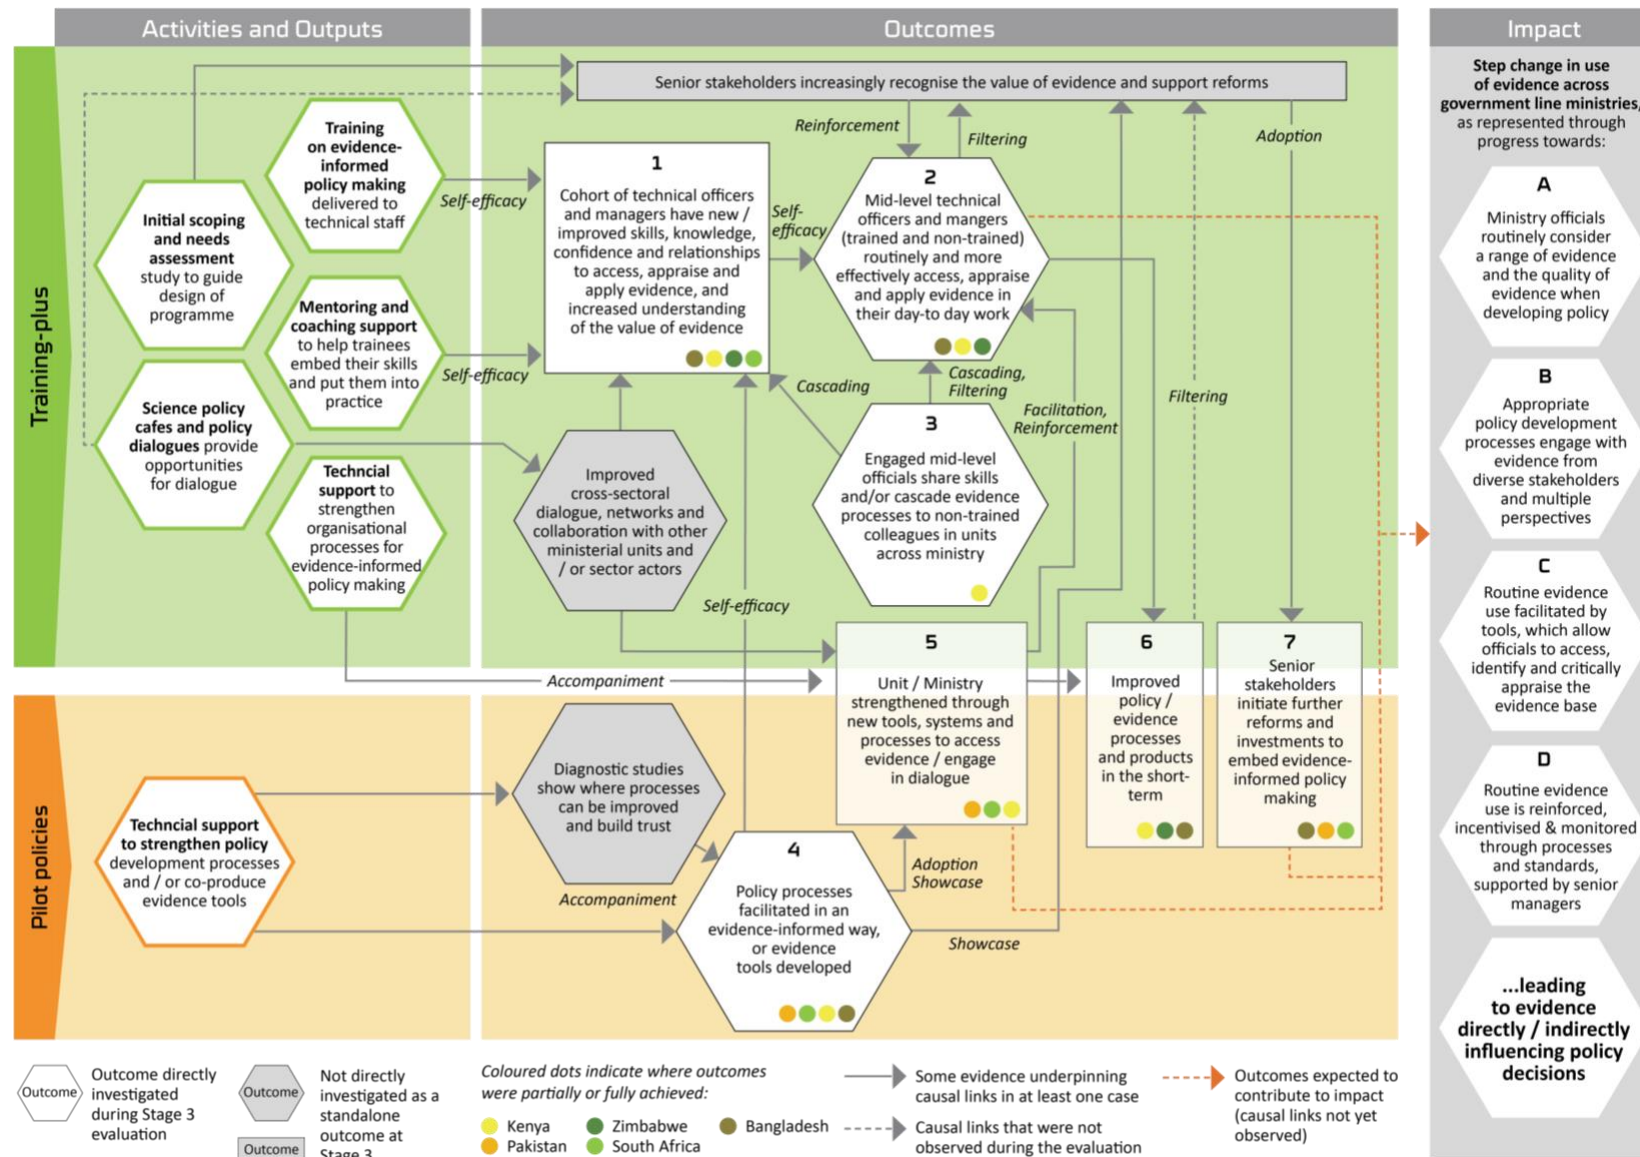 Activities and Outputs
Outcomes
Impact
Training-plus
Pilot policies
Initial scoping
and needs
assessment
study to guide
design of
programme
Training
on evidence-
informed
policy making
delivered to
technical staff
Mentoring and
coaching support
to help trainees
embed their skills
and put them into
practice
Science policy
cafes and policy
dialogues provide
opportunities
for dialogue
Techncial
support to
strengthen
organisational
processes for
evidence-informed
policy making
Techncial support
to strengthen policy
development processes
and / or co-produce
evidence tools
Senior stakeholders increasingly recognise the value of evidence and support reforms
Self-efficacy
Self-efficacy
1
Cohort of technical officers
and managers have new /
improved skills, knowledge,
confidence and relationships
to access, appraise and
apply evidence, and
increased understanding
of the value of evidence
Self-
efficacy
Reinforcement
Filtering
Adoption
2
Mid-level technical
officers and mangers
(trained and non-trained)
routinely and more
effectively access, appraise
and apply evidence in
their day-to day work
Cascading
Cascading,
Filtering
Facilitation,
Reinforcement
Filtering
3
Engaged mid-level
officials share skills
and/or cascade evidence
processes to non-trained
colleagues in units
across ministry
Improved
cross-sectoral
dialogue, networks and
collaboration with other
ministerial units and
/ or sector actors
Self-efficacy
Accompaniment
5
Unit / Ministry
strengthened through
new tools, systems and
processes to access
evidence / engage
in dialogue
6
Improved
policy /
evidence
processes
and products
in the short-
term
7
Senior
stakeholders
initiate further
reforms and
investments to
embed evidence-
informed policy
making
Diagnostic studies
show where processes
can be improved
and build trust
Accompaniment
4
Policy processes
facilitated in an
evidence-informed way,
or evidence
tools developed
Adoption
Showcase
Showcase
Step change in use
of evidence across
government line ministries,
as represented through
progress towards:
A
Ministry officials
routinely consider
a range of evidence
and the quality of
evidence when
developing policy
B
Appropriate
policy development
processes engage with
evidence from
diverse stakeholders
and multiple
perspectives
C
Routine evidence
use facilitated by
tools, which allow
officials to access,
identify and critically
appraise the
evidence base
D
Routine evidence
use is reinforced,
incentivised & monitored
through processes
and standards,
supported by senior
managers
...leading
to evidence
directly / indirectly
influencing policy
decisions
Outcome
Outcome directly
investigated
during Stage 3
evaluation
Outcome
Outcome
Not directly
investigated as a
standalone
outcome at
Stage 3
Coloured dots indicate where outcomes
were partially or fully achieved:
Kenya
Zimbabwe
Bangladesh
Pakistan
South Africa
Some evidence underpinning
causal links in at least one case
Causal links that were not
observed during the evaluation
Outcomes expected to
contribute to impact
(causal links not yet
observed)